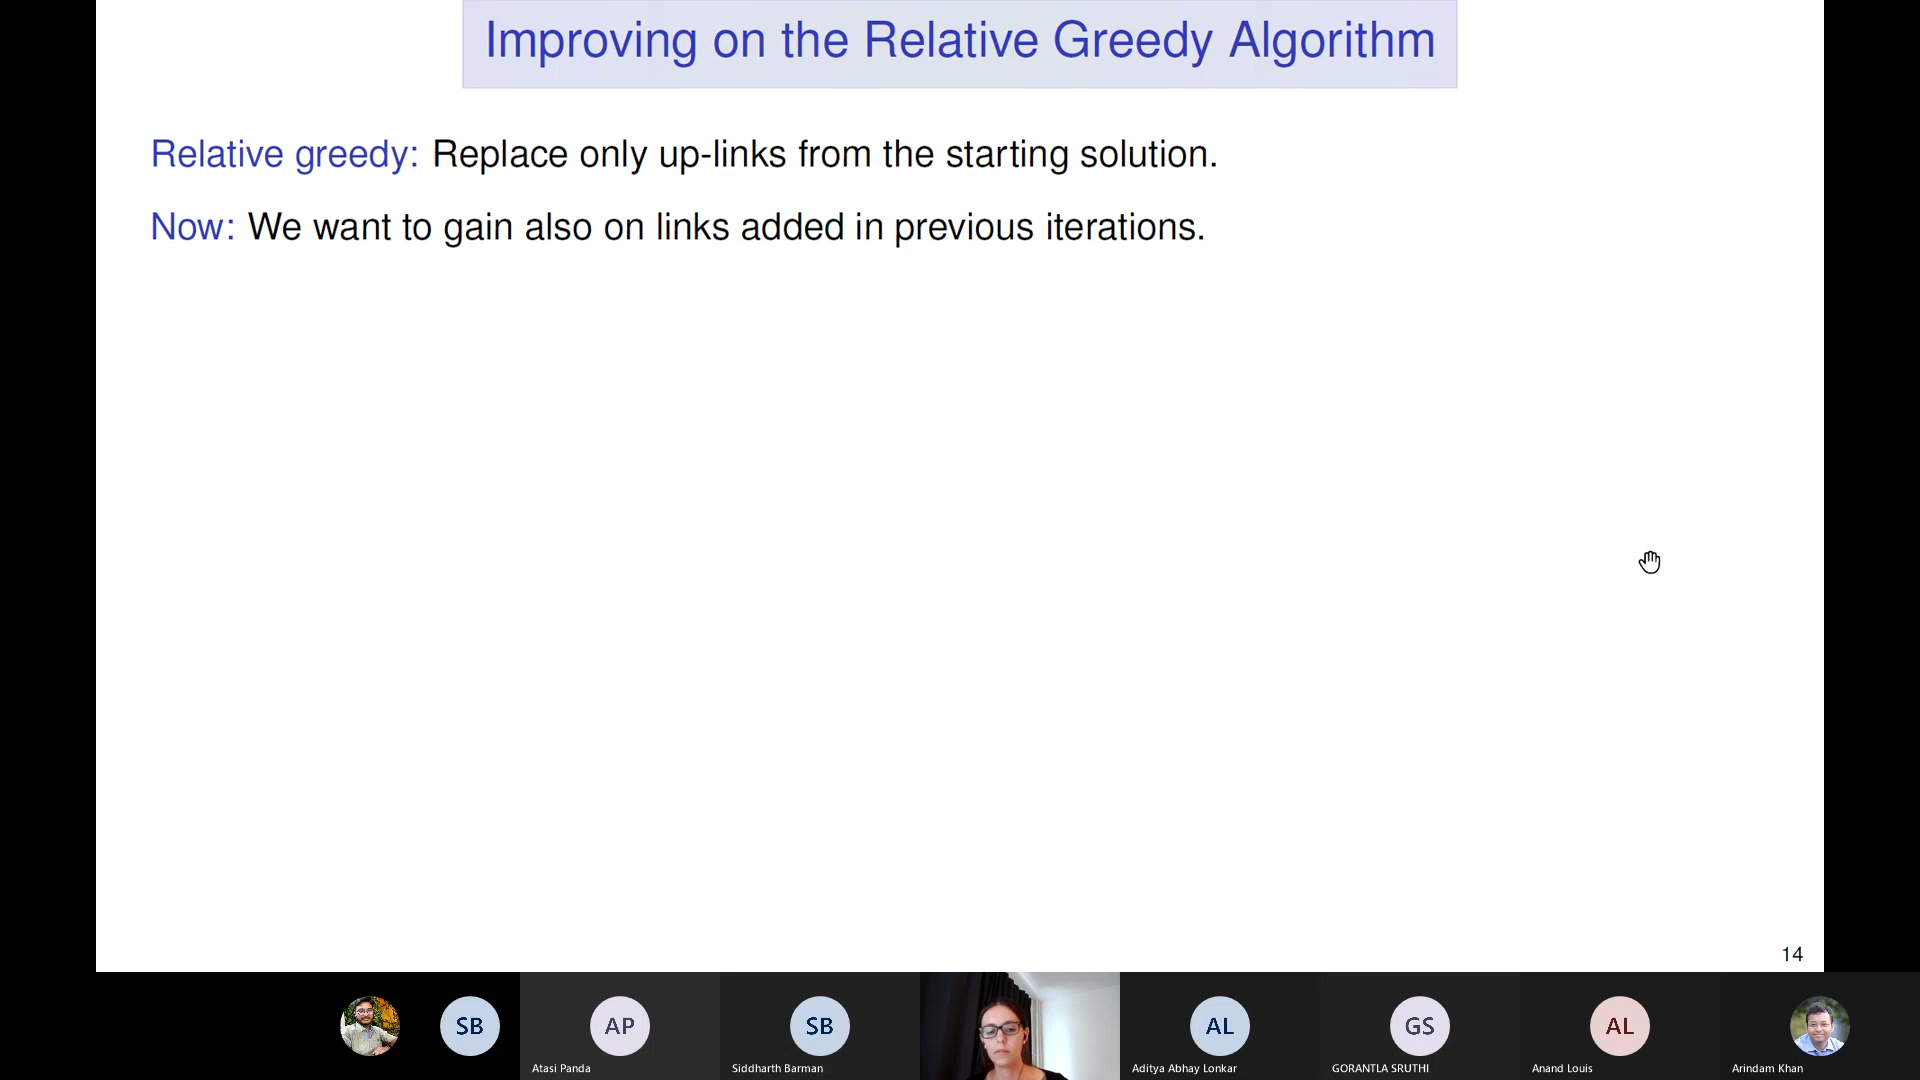 Improving on the Relative Greedy Algorithm
Relative greedy: Replace only up-links from the starting solution.
Now: We want to gain also on links added in previous iterations.
14
SB
AP
SB
AL
GS
AL
Atasi Panda
Siddharth Barman
Aditya Abhay Lonkar
GORANTLA SRUTHI
Anand Louis
Arindam Khan